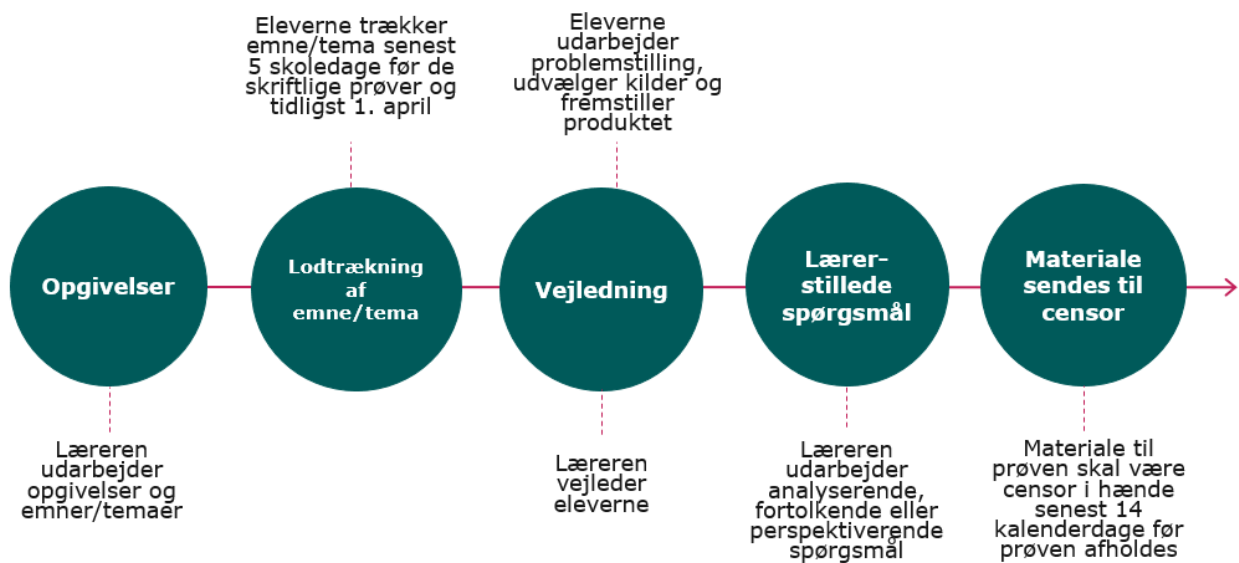 Eleverne trækker
emne/tema senest
5 skoledage før de
skriftlige prøver og
tidligst 1. april
Eleverne
udarbejder
problemstilling,
udvælger kilder og
fremstiller
produktet
Opgivelser
Lodtrækning
af
emne/tema
Vejledning
Lærer-
stillede
spørgsmål
Materiale
sendes til
censor
Læreren
udarbejder
opgivelser og
emner/temaer
Læreren
vejleder
eleverne
Læreren
udarbejder
analyserende,
fortolkende eller
perspektiverende
spørgsmål
Materiale til
prøven skal være
censor i hænde
senest 14
kalenderdage før
prøven afholdes